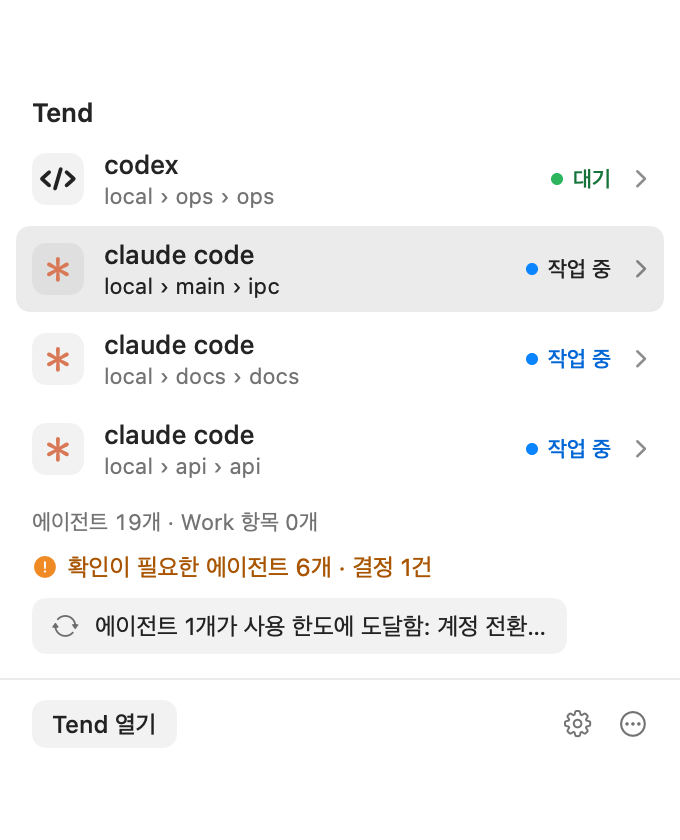 Tend
codex
local › ops › ops
대기
claude code
local › main › ipc
작업 중
claude code
local › docs › docs
작업 중
claude code
local › api › api
작업 중
에이전트 19개 · Work 항목 0개
확인이 필요한 에이전트 6개 · 결정 1건
에이전트 1개가 사용 한도에 도달함: 계정 전환...
Tend 열기